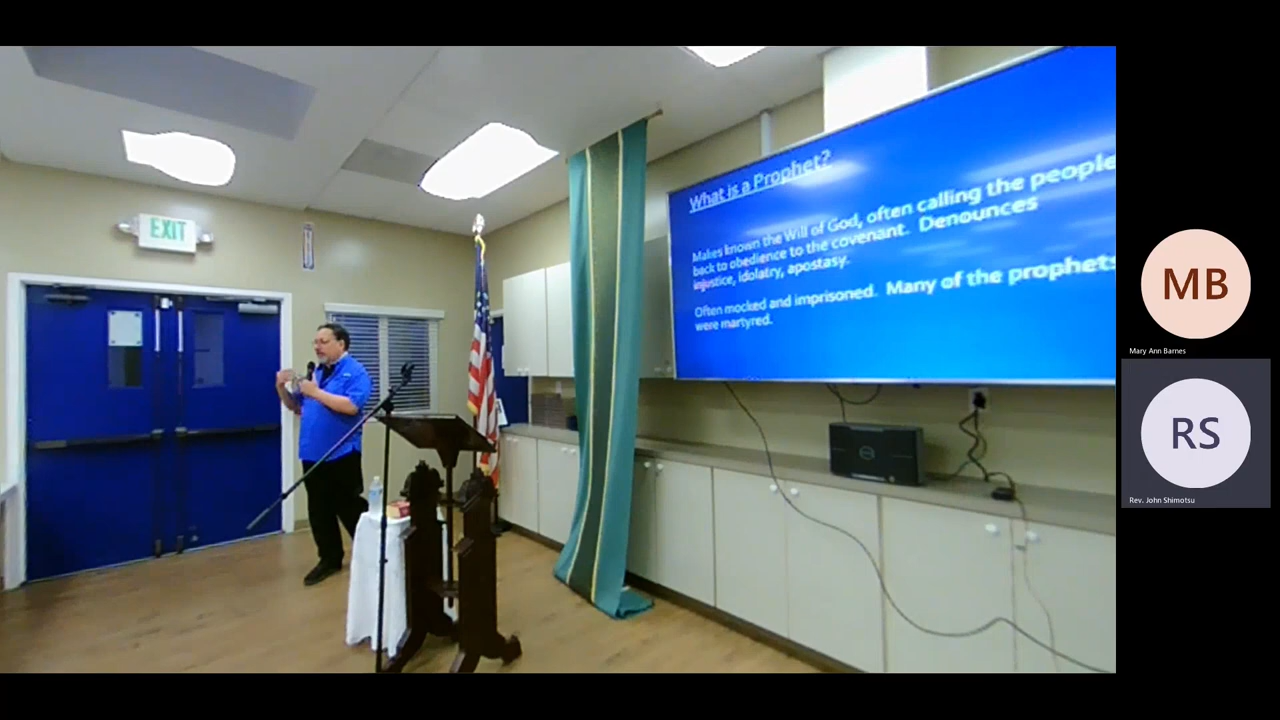 EXIT
What is a Prophet?
Makes known the Will of God, often calling the people
back to obedience to the covenant. Denounces
injustice, idolatry, apostasy.
Often mocked and imprisoned. Many of the prophets
were martyred.
DELL
MB
Mary Ann Barnes
RS
Rev. John Shimotsu